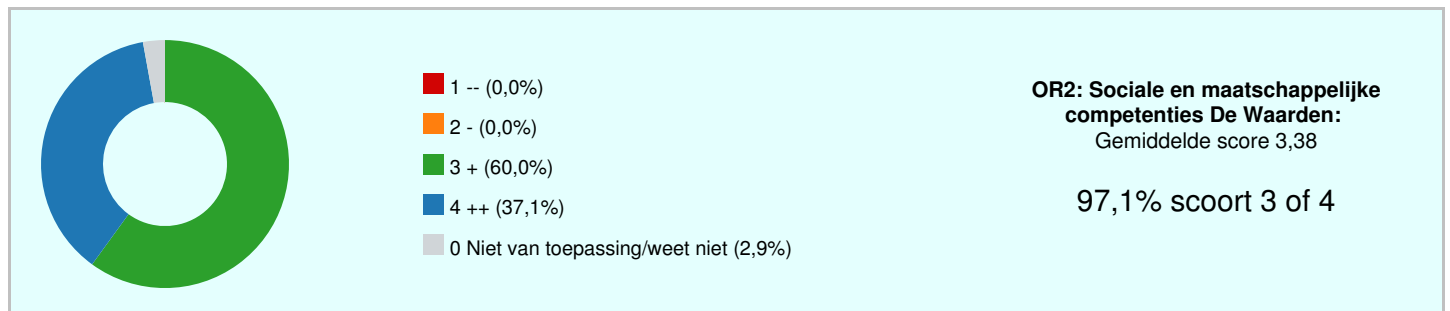 1 -- (0,0%)
2 - (0,0%)
3 + (60,0%)
4 ++ (37,1%)
0 Niet van toepassing/weet niet (2,9%)
OR2: Sociale en maatschappelijke
competenties De Waarden:
Gemiddelde score 3,38
97,1% scoort 3 of 4